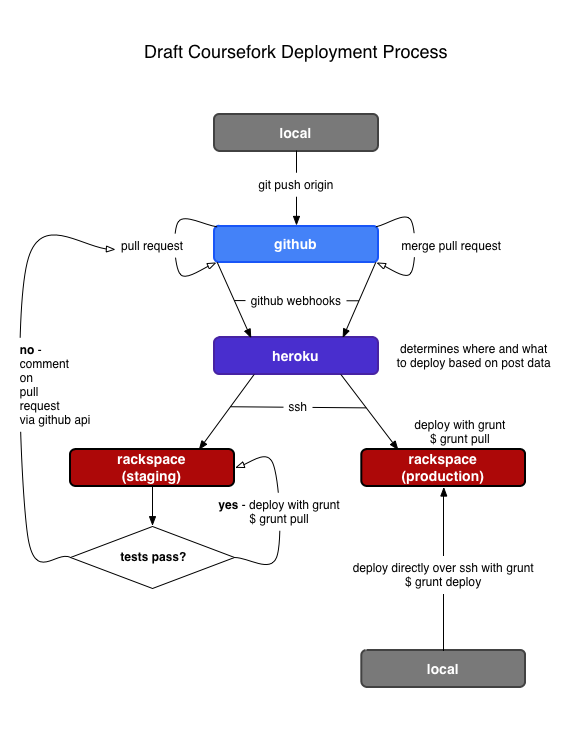 Draft Coursefork Deployment Process
local
git push origin
pull request
github
merge pull request
github webhooks
heroku
determines where and what
to deploy based on post data
no -
comment
on
pull
request
via github api
ssh
deploy with grunt
$ grunt pull
rackspace
(staging)
rackspace
(production)
yes - deploy with grunt
$ grunt pull
tests pass?
deploy directly over ssh with grunt
$ grunt deploy
local